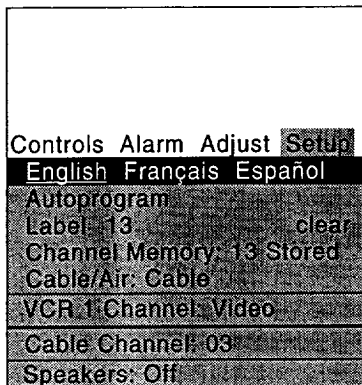 Controls Alarm Adjust Setup
English Français Español
Autoprogram
Label: 13 clear
Channel Memory: 13 Stored
Cable/Air: Cable
VCR 1 Channel: Video
Cable Channel: 03
Speakers: Off